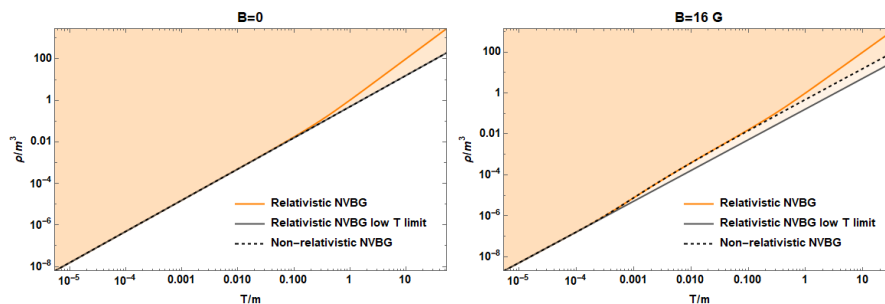 B=0
ρ/m³
100
1
0.01
10⁻⁴
10⁻⁶
10⁻⁸
Relativistic NVBG
Relativistic NVBG low T limit
Non−relativistic NVBG
10⁻⁵ 10⁻⁴ 0.001 0.010 0.100 1 10
T/m
B=16 G
ρ/m³
100
1
0.01
10⁻⁴
10⁻⁶
10⁻⁸
Relativistic NVBG
Relativistic NVBG low T limit
Non−relativistic NVBG
10⁻⁵ 10⁻⁴ 0.001 0.010 0.100 1 10
T/m